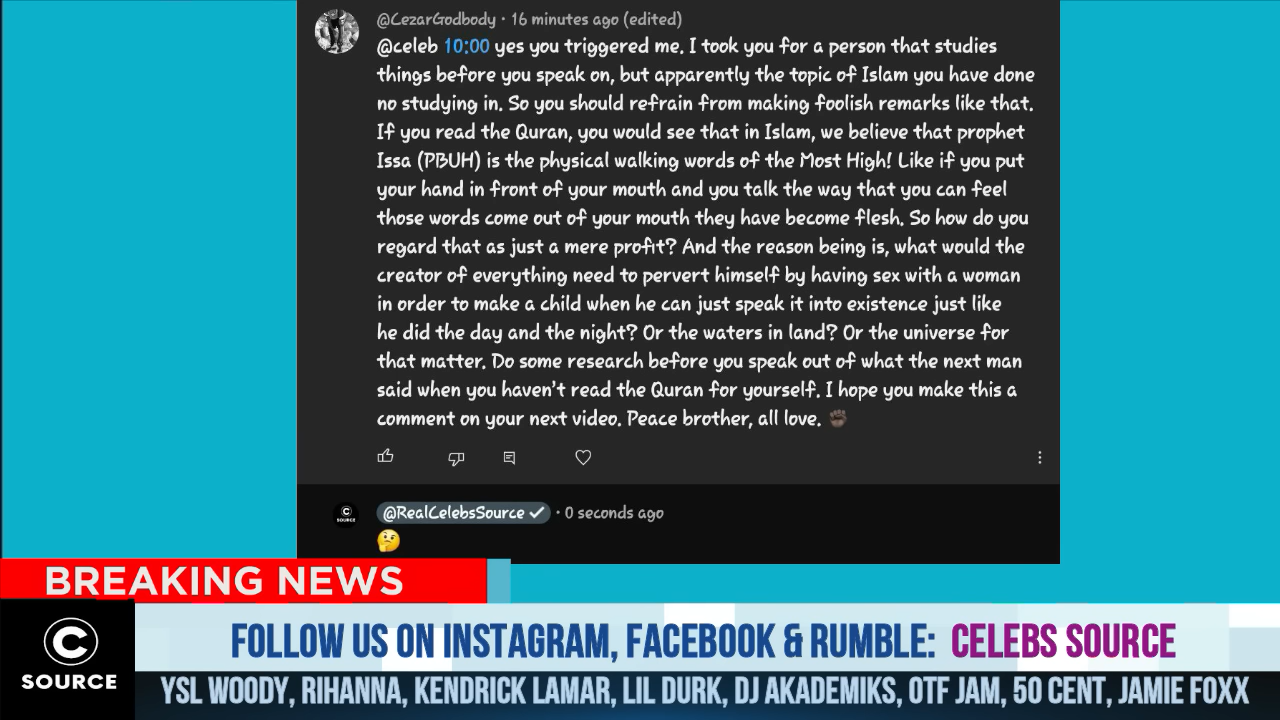 @CezarGodbody · 16 minutes ago (edited)
@celeb 10:00 yes you triggered me. I took you for a person that studies
things before you speak on, but apparently the topic of Islam you have done
no studying in. So you should refrain from making foolish remarks like that.
If you read the Quran, you would see that in Islam, we believe that prophet
Issa (PBUH) is the physical walking words of the Most High! Like if you put
your hand in front of your mouth and you talk the way that you can feel
those words come out of your mouth they have become flesh. So how do you
regard that as just a mere profit? And the reason being is, what would the
creator of everything need to pervert himself by having sex with a woman
in order to make a child when he can just speak it into existence just like
he did the day and the night? Or the waters in land? Or the universe for
that matter. Do some research before you speak out of what the next man
said when you haven't read the Quran for yourself. I hope you make this a
comment on your next video. Peace brother, all love. ✊🏿
C
SOURCE
@RealCelebsSource ✓ · 0 seconds ago
🤔
BREAKING NEWS
C
SOURCE
FOLLOW US ON INSTAGRAM, FACEBOOK & RUMBLE: CELEBS SOURCE
YSL WOODY, RIHANNA, KENDRICK LAMAR, LIL DURK, DJ AKADEMIKS, OTF JAM, 50 CENT, JAMIE FOXX